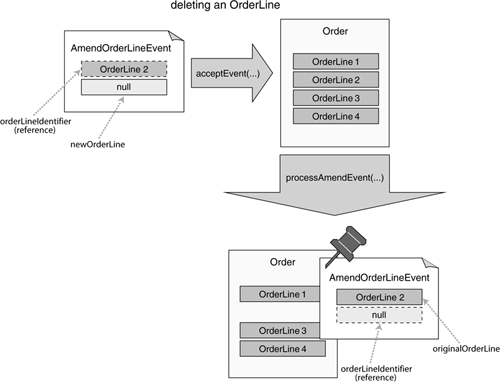 deleting an OrderLine
AmendOrderLineEvent
OrderLine 2
null
orderLineIdentifier
(reference)
newOrderLine
acceptEvent(...)
Order
OrderLine 1
OrderLine 2
OrderLine 3
OrderLine 4
processAmendEvent(...)
Order
OrderLine 1
OrderLine 3
OrderLine 4
AmendOrderLineEvent
OrderLine 2
null
originalOrderLine
orderLineIdentifier
(reference)